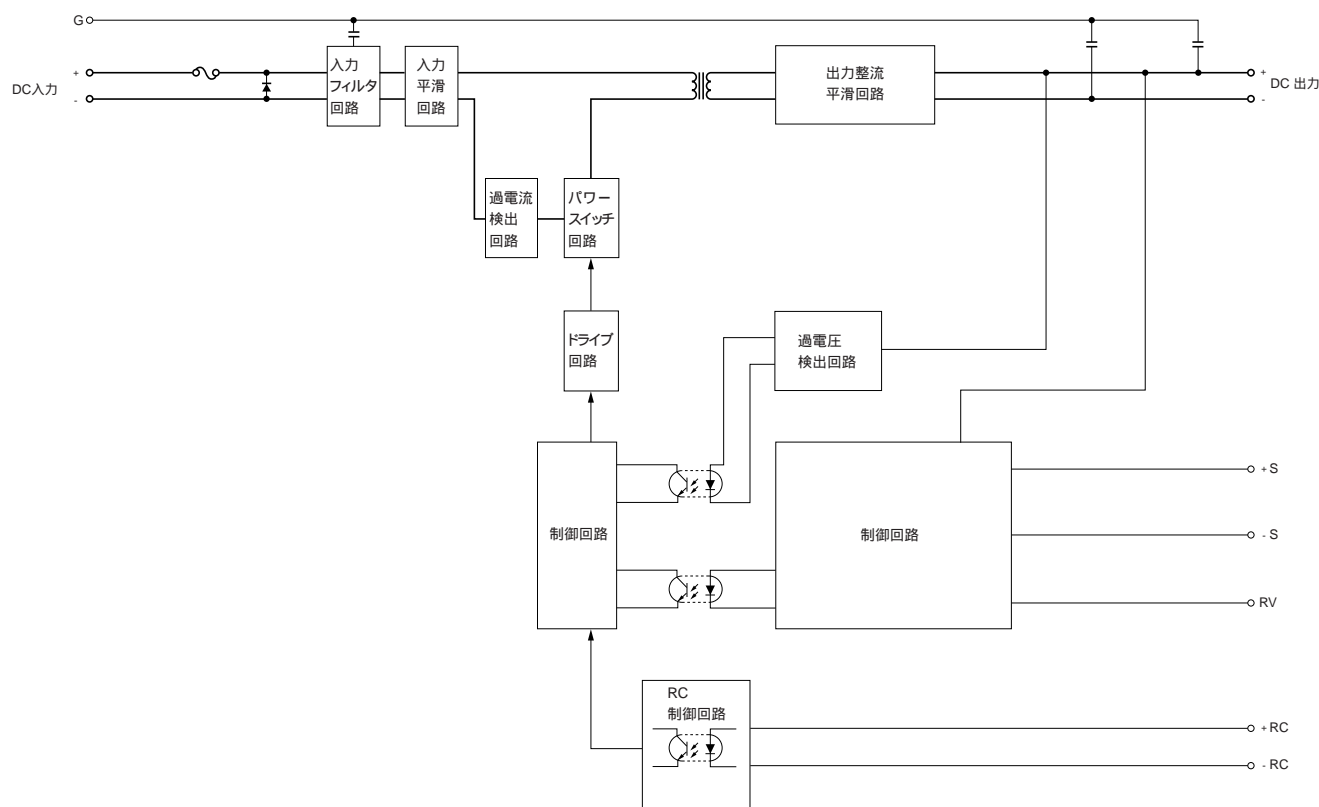 G
+
DC入力
-
入力
フィルタ
回路
入力
平滑
回路
出力整流
平滑回路
+
DC 出力
-
過電流
検出
回路
パワー
スイッチ
回路
ドライブ
回路
過電圧
検出回路
制御回路
制御回路
+S
-S
RV
RC
制御回路
+RC
-RC